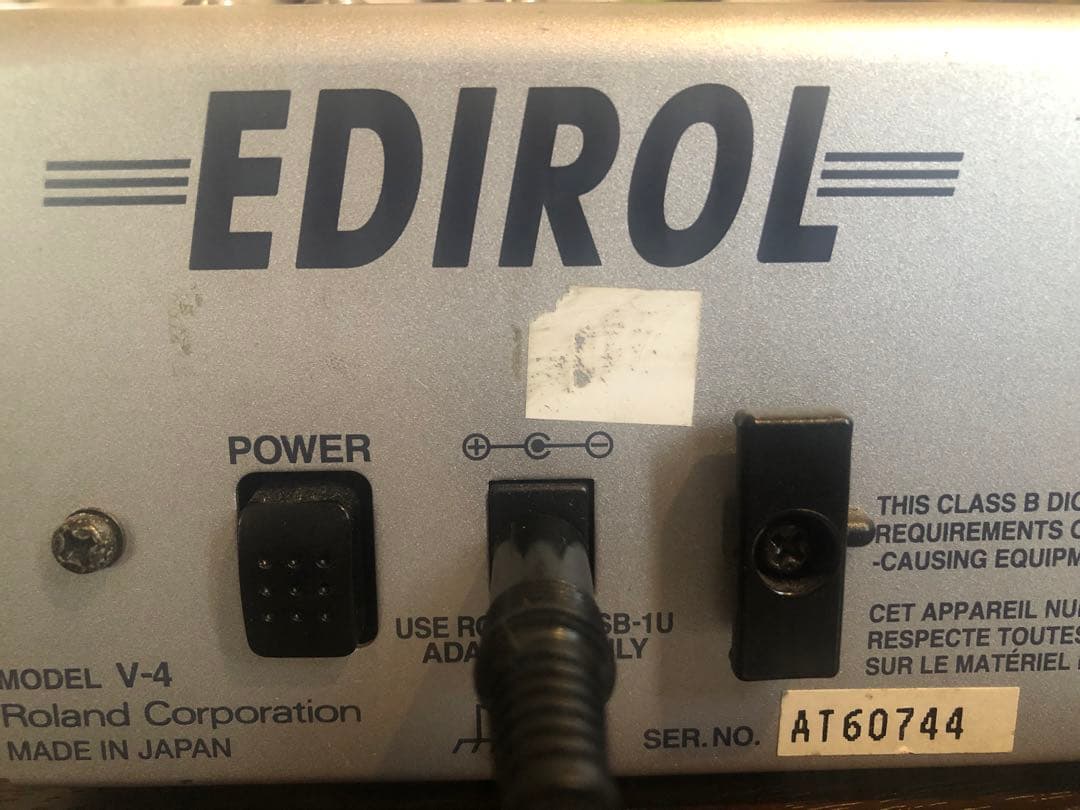 EDIROL
POWER
USE RO SB-1U
ADA LY
THIS CLASS B DIG
REQUIREMENTS O
-CAUSING EQUIPM
CET APPAREIL NU
RESPECTE TOUTES
SUR LE MATÉRIEL
MODEL V-4
Roland Corporation
MADE IN JAPAN
SER.NO. AT60744